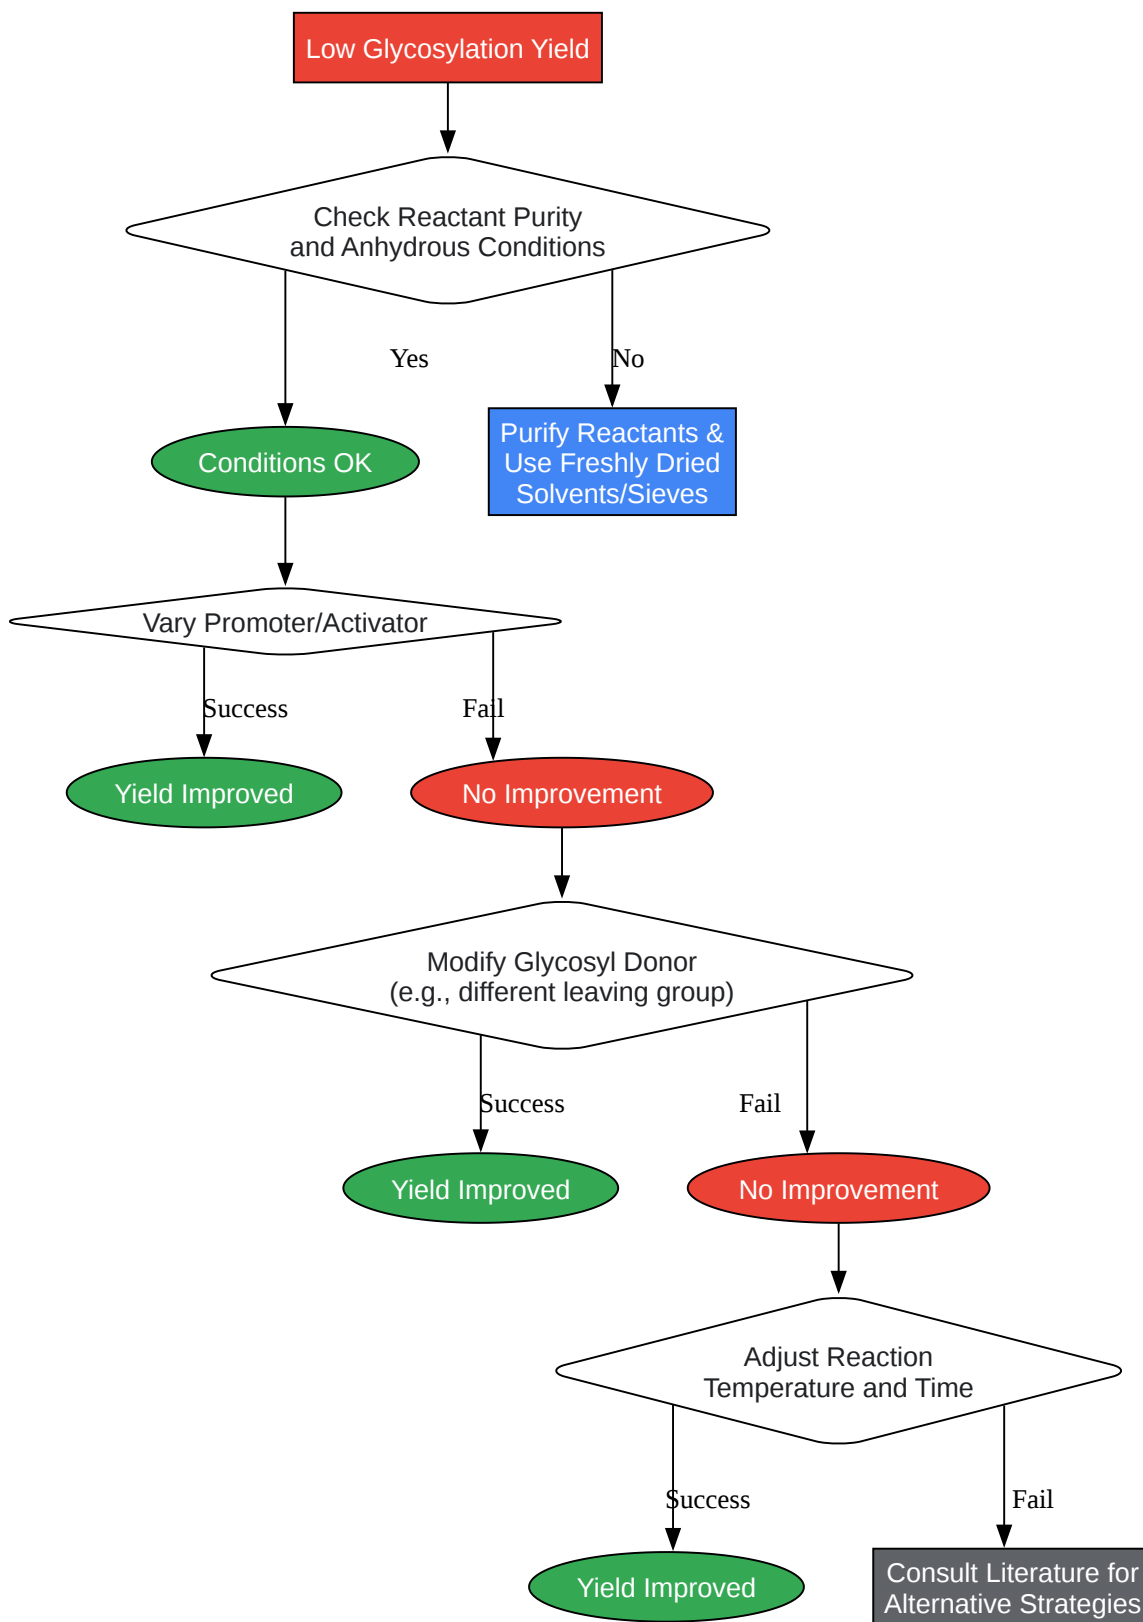 Low Glycosylation Yield
Check Reactant Purity
and Anhydrous Conditions
Yes
No
Conditions OK
Purify Reactants &
Use Freshly Dried
Solvents/Sieves
Vary Promoter/Activator
Success
Fail
Yield Improved
No Improvement
Modify Glycosyl Donor
(e.g., different leaving group)
Success
Fail
Yield Improved
No Improvement
Adjust Reaction
Temperature and Time
Success
Fail
Yield Improved
Consult Literature for
Alternative Strategies